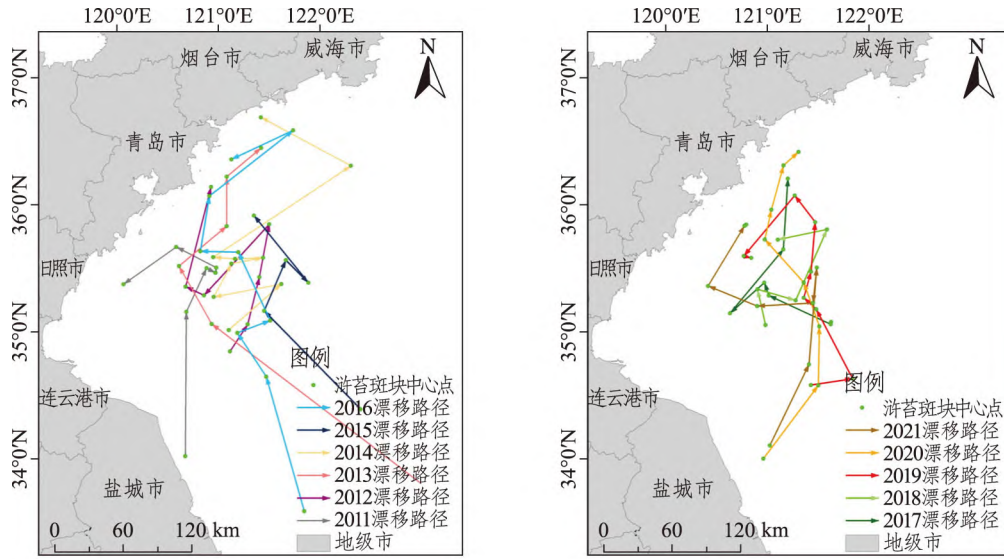 120°0′E 121°0′E 122°0′E
N
37°0′N
36°0′N
35°0′N
34°0′N
烟台市
威海市
青岛市
日照市
连云港市
盐城市
图例
浒苔斑块中心点
2016漂移路径
2015漂移路径
2014漂移路径
2013漂移路径
2012漂移路径
2011漂移路径
地级市
0 60 120 km
120°0′E 121°0′E 122°0′E
N
37°0′N
36°0′N
35°0′N
34°0′N
烟台市
威海市
青岛市
日照市
连云港市
盐城市
图例
浒苔斑块中心点
2021漂移路径
2020漂移路径
2019漂移路径
2018漂移路径
2017漂移路径
地级市
0 60 120 km